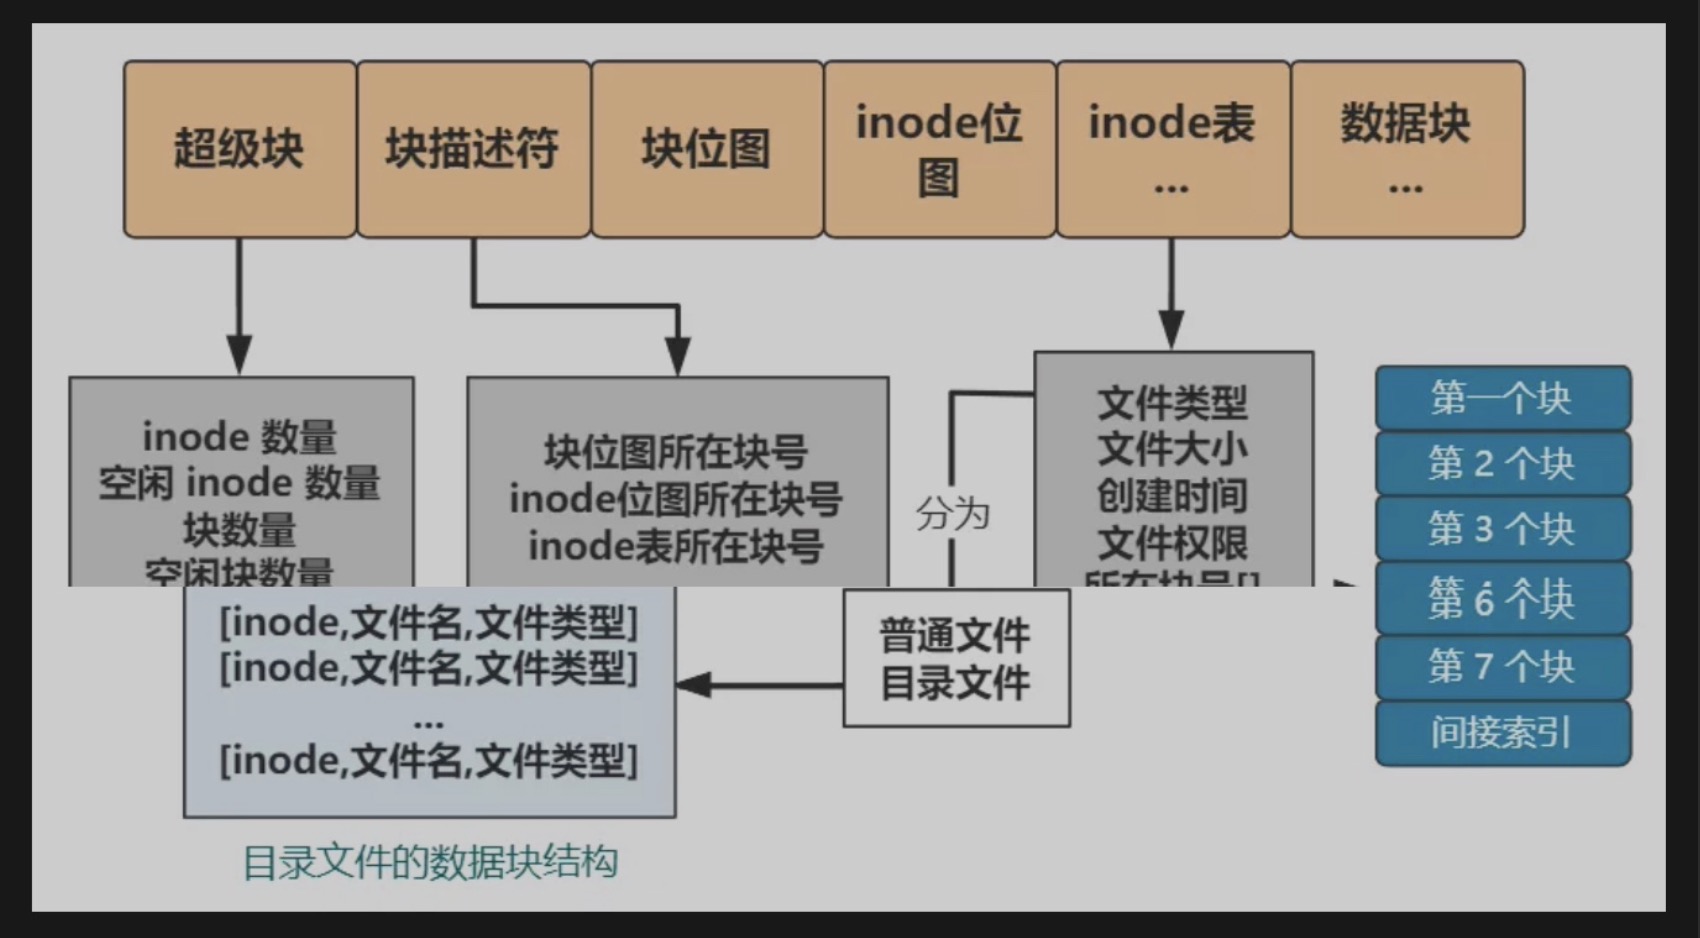 超级块
块描述符
块位图
inode位
图
inode表
...
数据块
...
inode 数量
空闲 inode 数量
块数量
空闲块数量
块位图所在块号
inode位图所在块号
inode表所在块号
分为
文件类型
文件大小
创建时间
文件权限
所在块号[]
第一个块
第 2 个块
第 3 个块
第 6 个块
第 7 个块
间接索引
普通文件
目录文件
[inode,文件名,文件类型]
[inode,文件名,文件类型]
...
[inode,文件名,文件类型]
目录文件的数据块结构